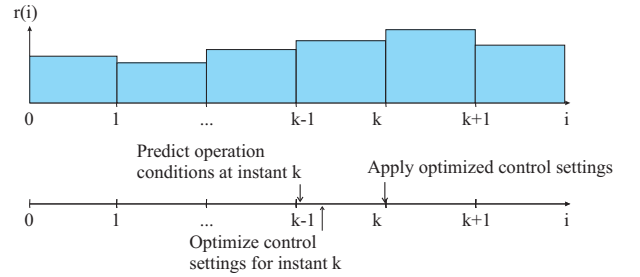 r(i)
0 1 ... k-1 k k+1 i
Predict operation
conditions at instant k
Apply optimized control settings
0 1 ... k-1 k k+1 i
Optimize control
settings for instant k